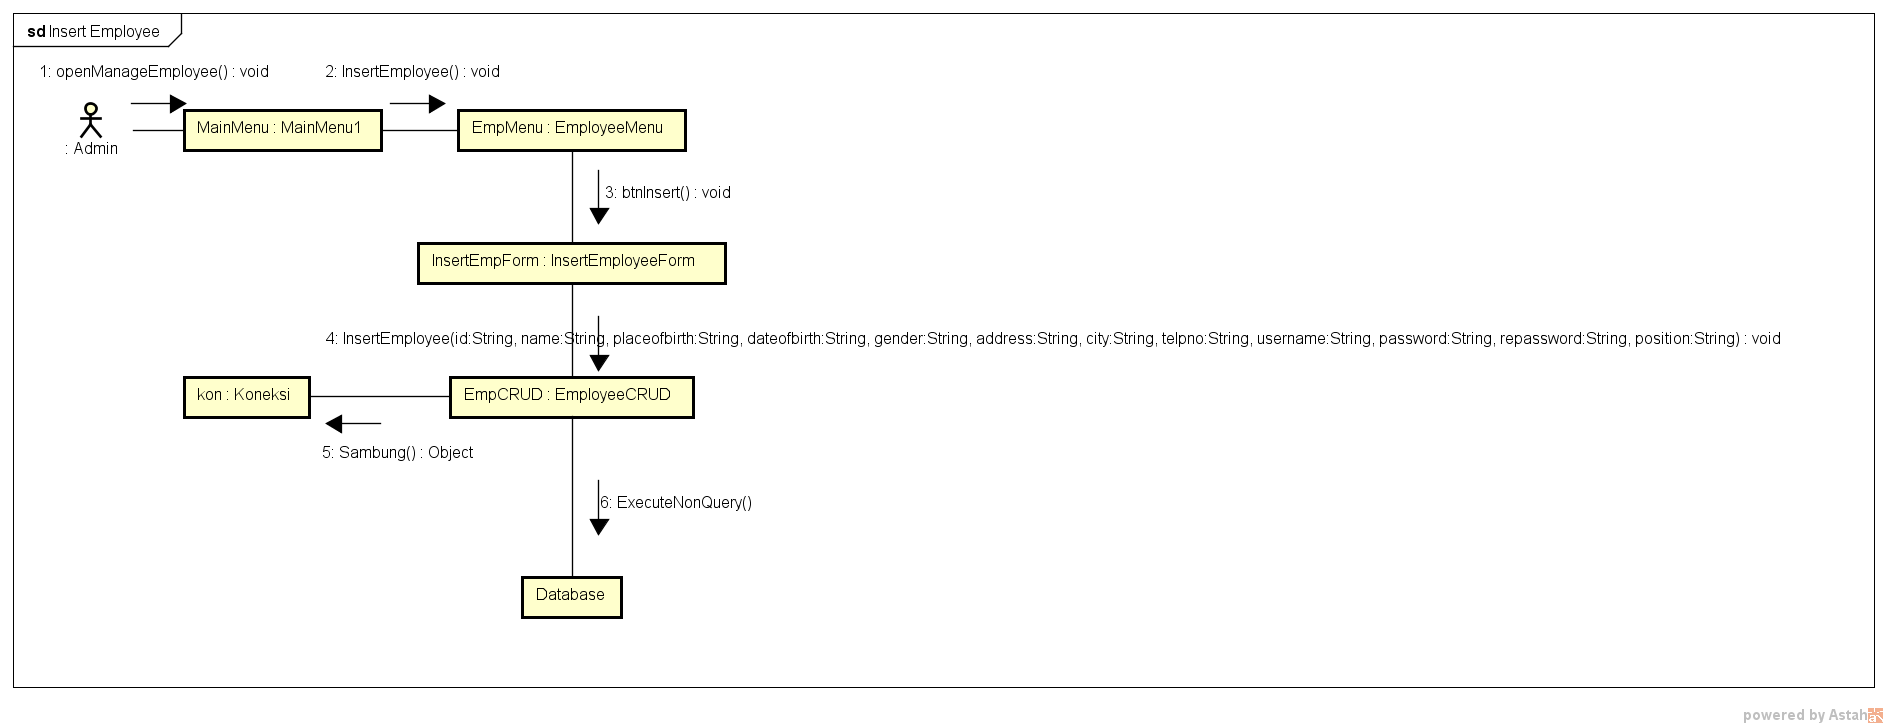 sd Insert Employee
1: openManageEmployee() : void
2: InsertEmployee() : void
MainMenu : MainMenu1
EmpMenu : EmployeeMenu
: Admin
3: btnInsert() : void
InsertEmpForm : InsertEmployeeForm
4: InsertEmployee(id:String, name:String, placeofbirth:String, dateofbirth:String, gender:String, address:String, city:String, telpno:String, username:String, password:String, repassword:String, position:String) : void
kon : Koneksi
EmpCRUD : EmployeeCRUD
5: Sambung() : Object
6: ExecuteNonQuery()
Database
powered by Astah